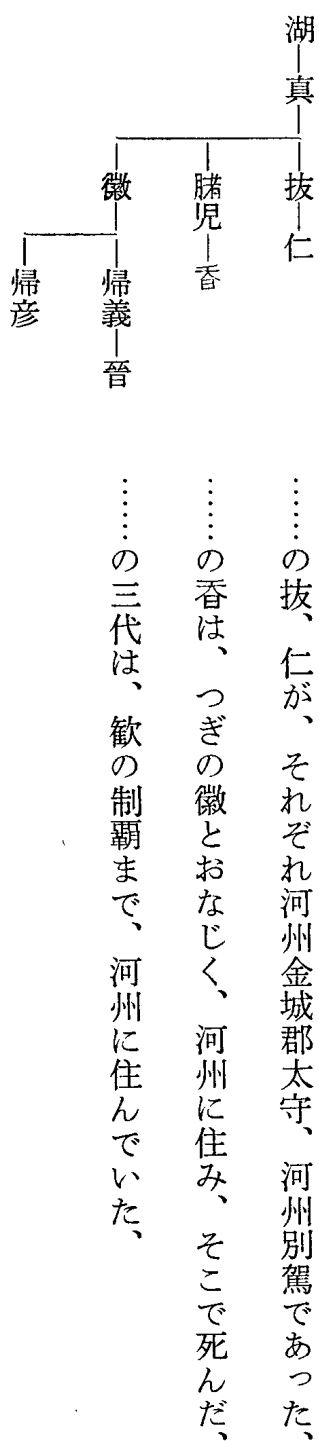 湖―真―抜―仁
臙児―昋
徽―帰義―晉
帰彦
……の抜、仁が、それぞれ河州金城郡太守、河州別駕であった、
……の昋は、つぎの徽とおなじく、河州に住み、そこで死んだ、
……の三代は、歓の制覇まで、河州に住んでいた、